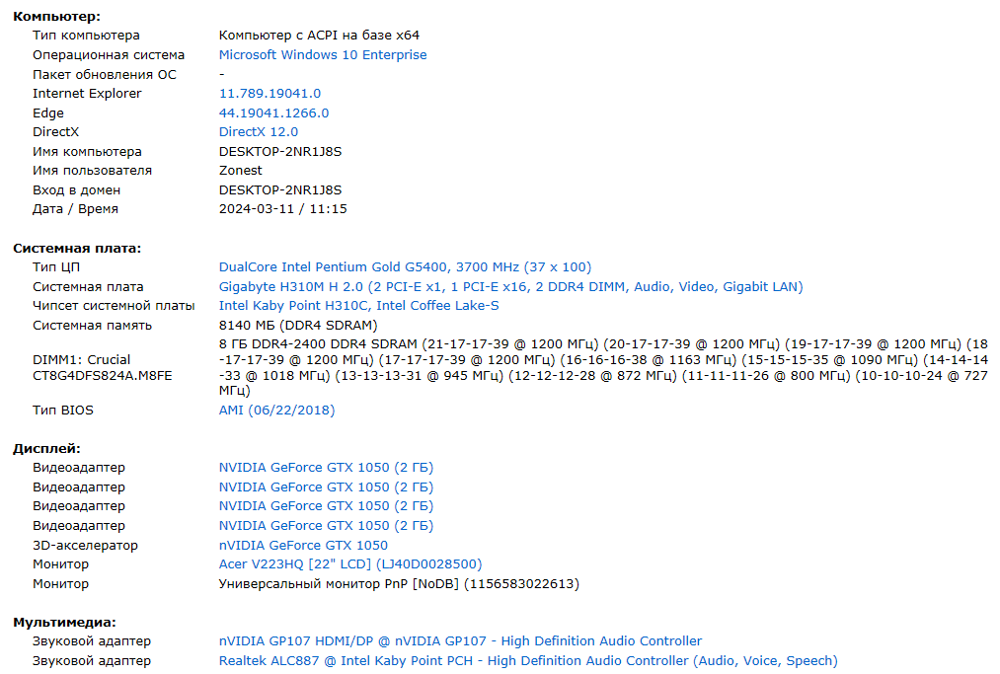 Компьютер:
Тип компьютера Компьютер с ACPI на базе x64
Операционная система Microsoft Windows 10 Enterprise
Пакет обновления ОС -
Internet Explorer 11.789.19041.0
Edge 44.19041.1266.0
DirectX DirectX 12.0
Имя компьютера DESKTOP-2NR1J8S
Имя пользователя Zonest
Вход в домен DESKTOP-2NR1J8S
Дата / Время 2024-03-11 / 11:15
Системная плата:
Тип ЦП DualCore Intel Pentium Gold G5400, 3700 MHz (37 x 100)
Системная плата Gigabyte H310M H 2.0 (2 PCI-E x1, 1 PCI-E x16, 2 DDR4 DIMM, Audio, Video, Gigabit LAN)
Чипсет системной платы Intel Kaby Point H310C, Intel Coffee Lake-S
Системная память 8140 МБ (DDR4 SDRAM)
DIMM1: Crucial
CT8G4DFS824A.M8FE
8 ГБ DDR4-2400 DDR4 SDRAM (21-17-17-39 @ 1200 МГц) (20-17-17-39 @ 1200 МГц) (19-17-17-39 @ 1200 МГц) (18
-17-17-39 @ 1200 МГц) (17-17-17-39 @ 1200 МГц) (16-16-16-38 @ 1163 МГц) (15-15-15-35 @ 1090 МГц) (14-14-14
-33 @ 1018 МГц) (13-13-13-31 @ 945 МГц) (12-12-12-28 @ 872 МГц) (11-11-11-26 @ 800 МГц) (10-10-10-24 @ 727
МГц)
Тип BIOS AMI (06/22/2018)
Дисплей:
Видеоадаптер NVIDIA GeForce GTX 1050 (2 ГБ)
Видеоадаптер NVIDIA GeForce GTX 1050 (2 ГБ)
Видеоадаптер NVIDIA GeForce GTX 1050 (2 ГБ)
Видеоадаптер NVIDIA GeForce GTX 1050 (2 ГБ)
3D-акселератор nVIDIA GeForce GTX 1050
Монитор Acer V223HQ [22" LCD] (LJ40D0028500)
Монитор Универсальный монитор PnP [NoDB] (1156583022613)
Мультимедиа:
Звуковой адаптер nVIDIA GP107 HDMI/DP @ nVIDIA GP107 - High Definition Audio Controller
Звуковой адаптер Realtek ALC887 @ Intel Kaby Point PCH - High Definition Audio Controller (Audio, Voice, Speech)